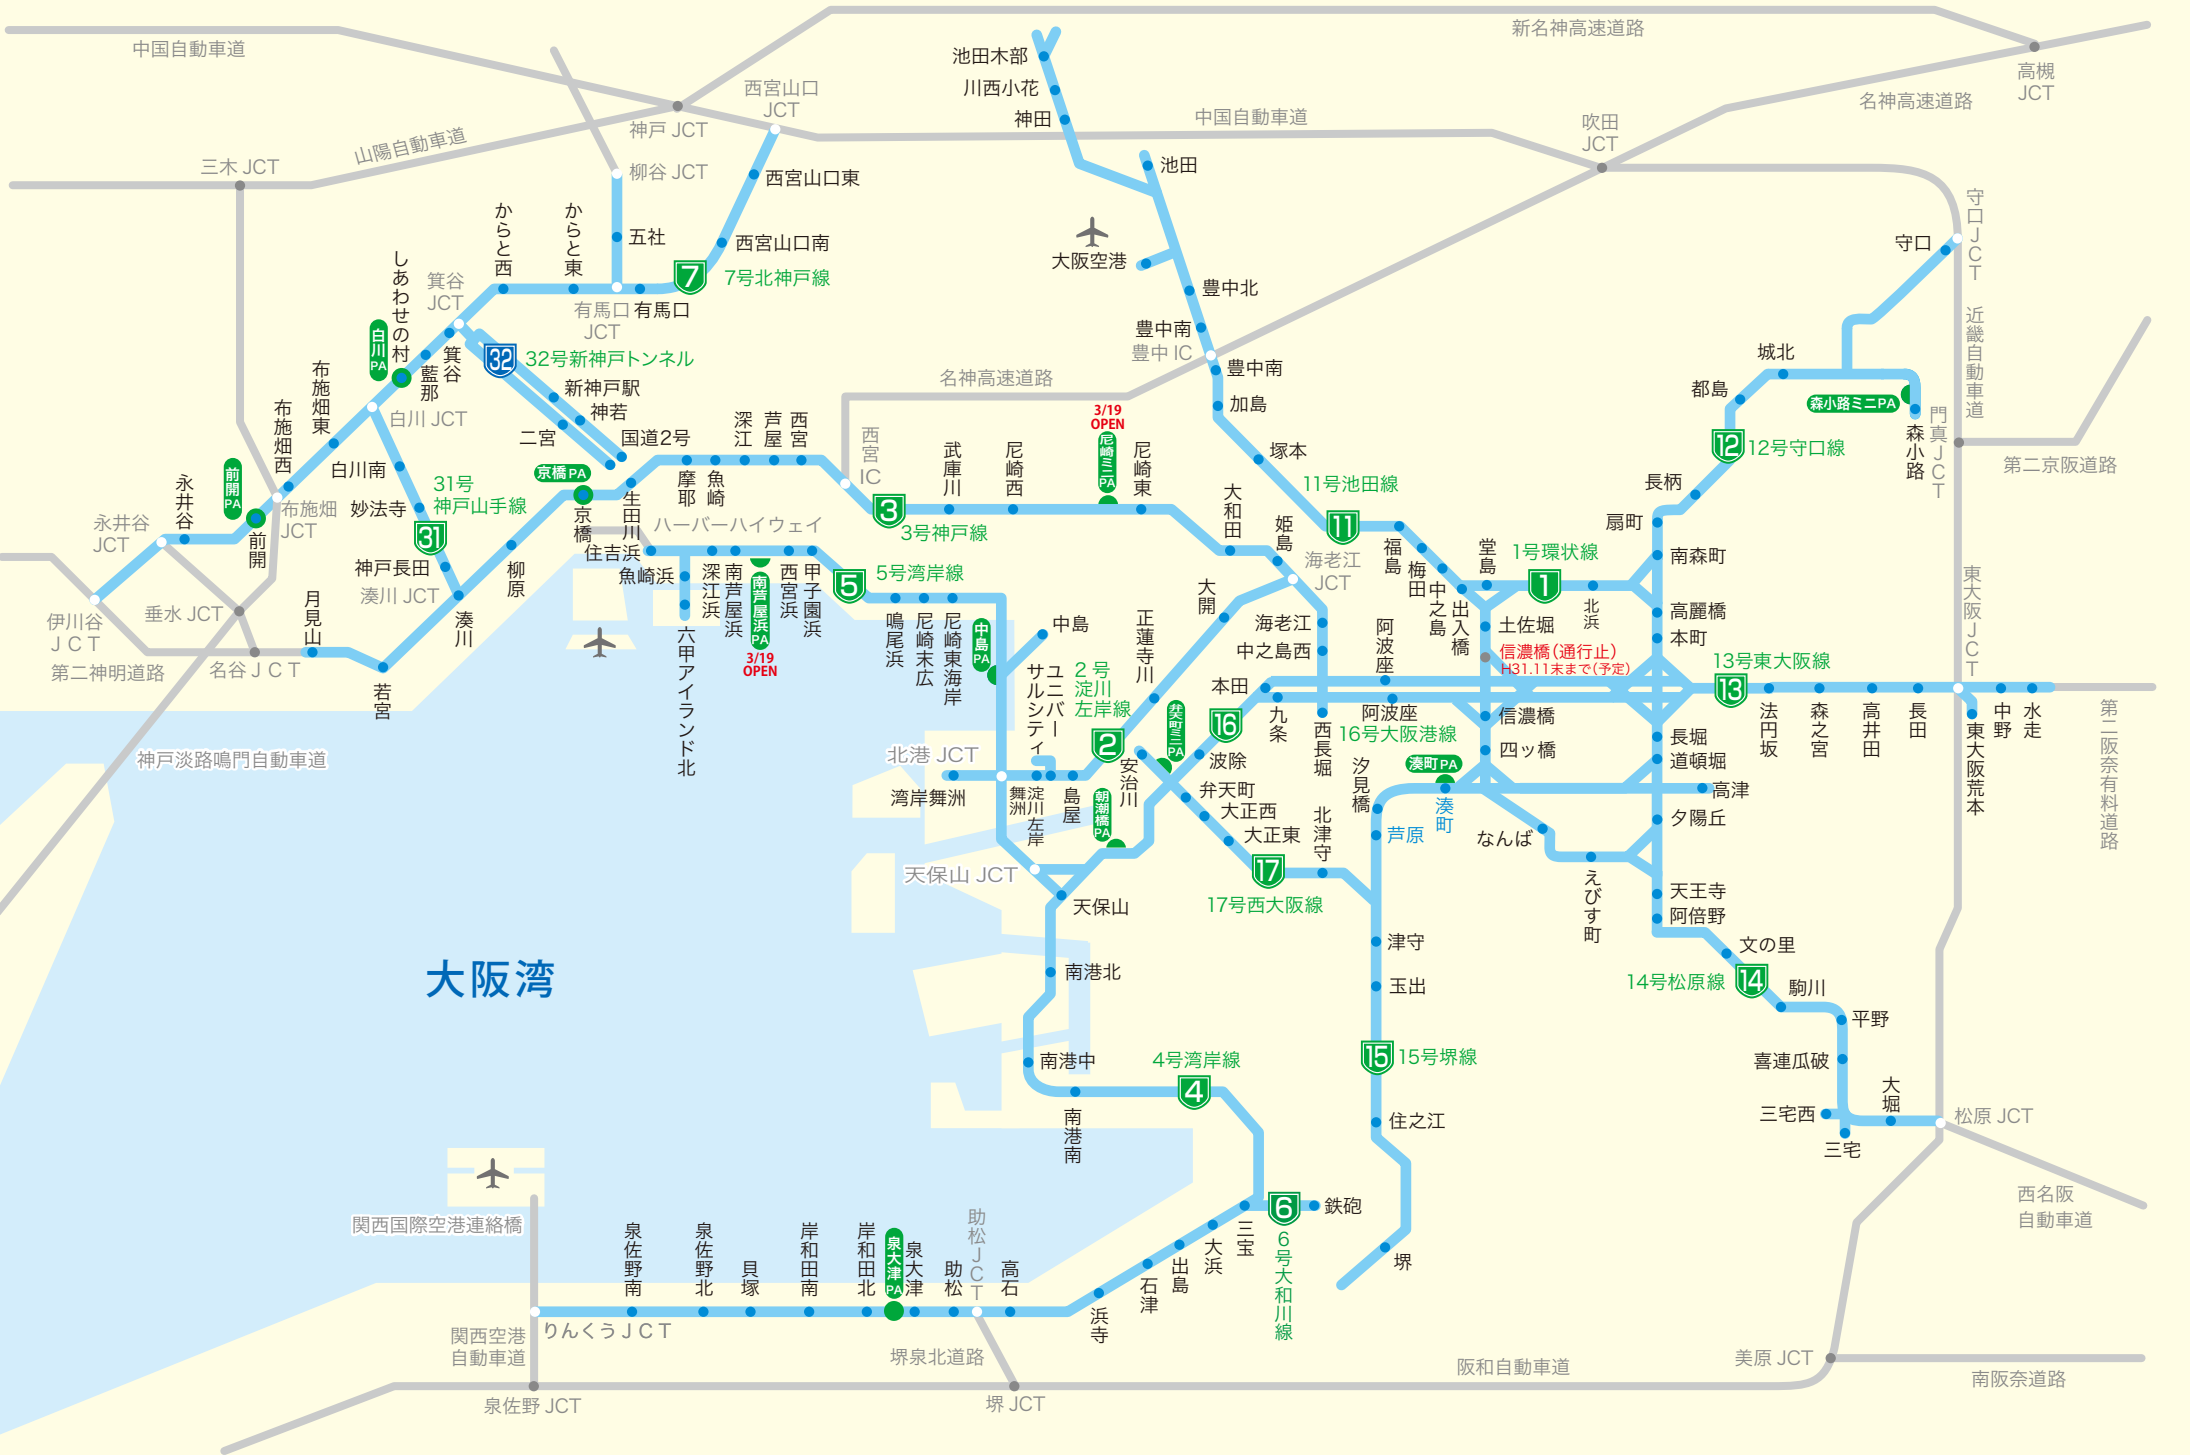 中国自動車道
新名神高速道路
高槻
JCT
名神高速道路
西宮山口
JCT
神戸 JCT
山陽自動車道
三木 JCT
柳谷 JCT
中国自動車道
吹田
JCT
池田木部
川西小花
神田
池田
大阪空港
豊中北
豊中南
豊中 IC
豊中南
加島
塚本
11号池田線
11
福島
梅田
中之島
出入橋
堂島
西宮山口東
西宮山口南
五社
7
7号北神戸線
からと西
からと東
有馬口
JCT
有馬口
しあわせの村
箕谷
JCT
箕谷
藍那
白川
PA
白川 JCT
布施畑東
布施畑西
布施畑
JCT
前開
PA
前開
永井谷
永井谷
JCT
伊川谷
JCT
第二神明道路
垂水 JCT
名谷 JCT
神戸淡路鳴門自動車道
32
32号新神戸トンネル
新神戸駅
神若
二宮
国道2号
白川南
妙法寺
31号
神戸山手線
31
神戸長田
湊川 JCT
月見山
若宮
湊川
柳原
京橋PA
京橋
生田川
摩耶
魚崎
深江
芦屋
西宮
西宮
IC
名神高速道路
3
3号神戸線
武庫川
尼崎西
3/19
OPEN
尼崎ミニ
PA
尼崎東
大和田
姫島
海老江
JCT
ハーバーハイウェイ
住吉浜
魚崎浜
六甲アイランド北
深江浜
南芦屋浜
南芦屋浜
PA
3/19
OPEN
西宮浜
甲子園浜
5
5号湾岸線
鳴尾浜
尼崎末広
尼崎東海岸
中島
PA
中島
ユニバーサルシティ
2号
淀川
左岸線
2
正蓮寺川
大開
海老江
中之島西
西長堀
北港 JCT
湾岸舞洲
淀川左岸舞洲
島屋
安治川
弁天町ミニ
PA
朝潮橋
PA
天保山 JCT
天保山
本田
九条
阿波座
阿波座
16
16号大阪港線
波除
弁天町
大正西
大正東
17
17号西大阪線
北津守
汐見橋
湊町PA
湊町
芦原
1号環状線
1
北浜
土佐堀
信濃橋(通行止)
H31.11末まで(予定)
信濃橋
四ッ橋
なんば
えびす町
南森町
高麗橋
本町
長堀
道頓堀
高津
夕陽丘
天王寺
阿倍野
守口
守口JCT
近畿自動車道
城北
都島
12
12号守口線
森小路ミニPA
森小路
長柄
扇町
門真JCT
第二京阪道路
東大阪JCT
13号東大阪線
13
法円坂
森之宮
高井田
長田
東大阪荒本
中野
水走
第二阪奈有料道路
文の里
14号松原線
14
駒川
平野
喜連瓜破
三宅西
三宅
大堀
松原 JCT
西名阪
自動車道
津守
玉出
15
15号堺線
住之江
堺
南港北
南港中
南港南
4号湾岸線
4
6
6号大和川線
鉄砲
三宝
大浜
出島
石津
浜寺
高石
助松JCT
助松
泉大津
泉大津
PA
岸和田北
岸和田南
貝塚
泉佐野北
泉佐野南
りんくうJCT
関西国際空港連絡橋
関西空港
自動車道
泉佐野 JCT
堺泉北道路
堺 JCT
阪和自動車道
美原 JCT
南阪奈道路
大阪湾